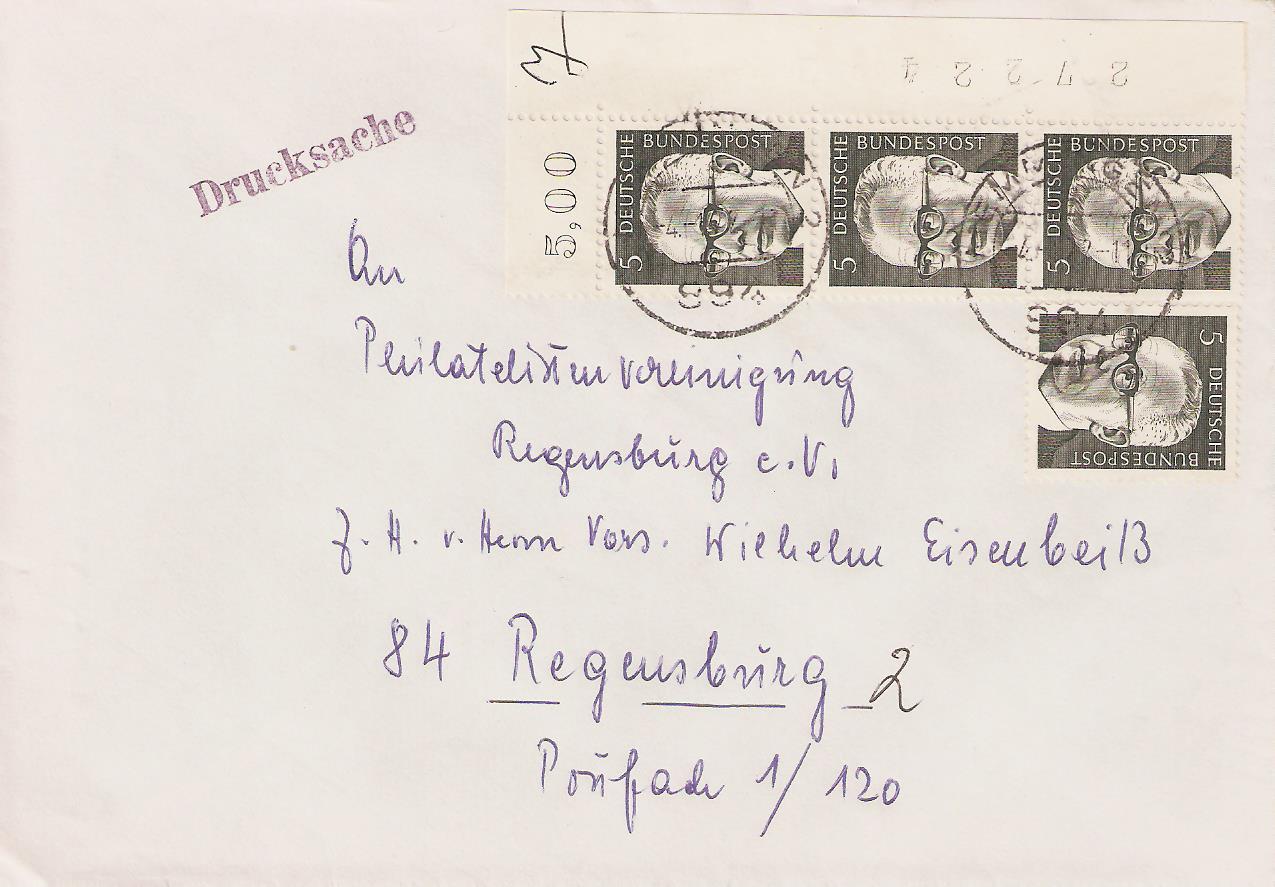 27224
5,00
DEUTSCHE BUNDESPOST 5
DEUTSCHE BUNDESPOST 5
DEUTSCHE BUNDESPOST 5
DEUTSCHE BUNDESPOST 5
Drucksache
An
Philatelistenvereinigung
Regensburg e.V.
z. H. v. Herrn Vors. Wilhelm Eisenbeiß
84 Regensburg 2
Postfach 1/120